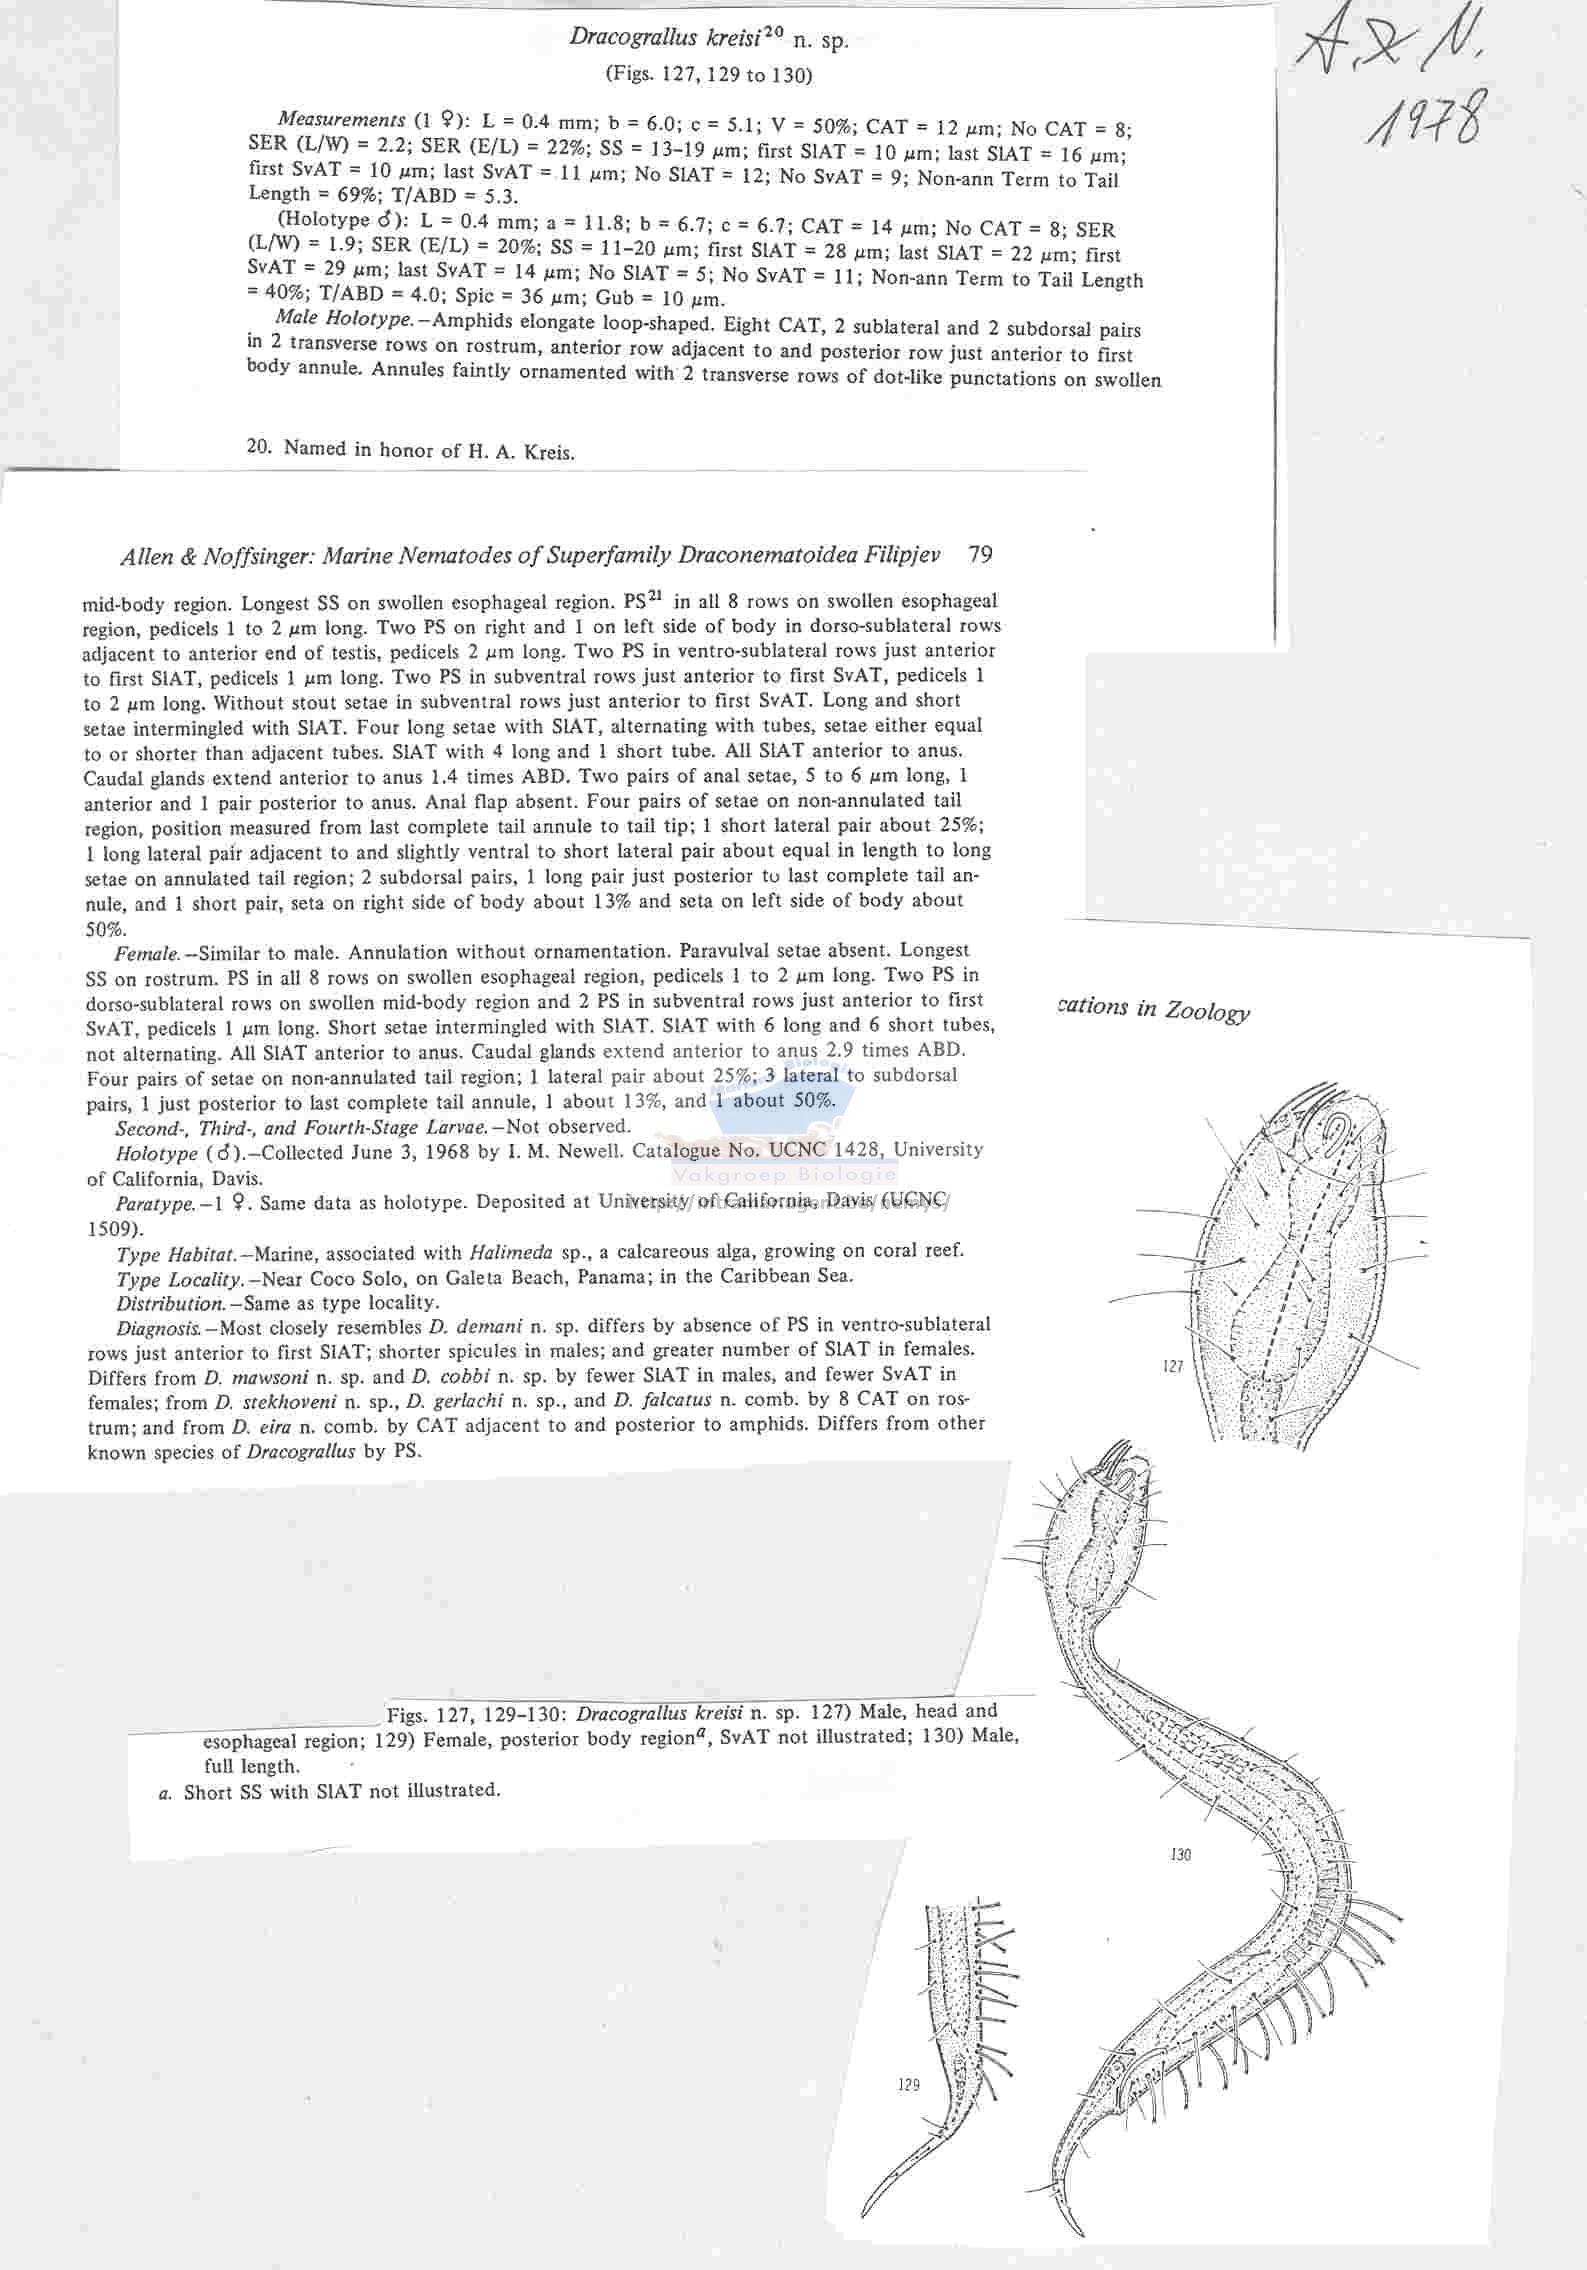 A. & N.
1978
Dracograllus kreisi20 n. sp.
(Figs. 127, 129 to 130)
Measurements (1 ♀): L = 0.4 mm; b = 6.0; c = 5.1; V = 50%; CAT = 12 μm; No CAT = 8;
SER (L/W) = 2.2; SER (E/L) = 22%; SS = 13–19 μm; first SlAT = 10 μm; last SlAT = 16 μm;
first SvAT = 10 μm; last SvAT = 11 μm; No SlAT = 12; No SvAT = 9; Non-ann Term to Tail
Length = 69%; T/ABD = 5.3.
(Holotype ♂): L = 0.4 mm; a = 11.8; b = 6.7; c = 6.7; CAT = 14 μm; No CAT = 8; SER
(L/W) = 1.9; SER (E/L) = 20%; SS = 11–20 μm; first SlAT = 28 μm; last SlAT = 22 μm; first
SvAT = 29 μm; last SvAT = 14 μm; No SlAT = 5; No SvAT = 11; Non-ann Term to Tail Length
= 40%; T/ABD = 4.0; Spic = 36 μm; Gub = 10 μm.
Male Holotype.—Amphids elongate loop-shaped. Eight CAT, 2 sublateral and 2 subdorsal pairs
in 2 transverse rows on rostrum, anterior row adjacent to and posterior row just anterior to first
body annule. Annules faintly ornamented with 2 transverse rows of dot-like punctations on swollen
20. Named in honor of H. A. Kreis.
Allen & Noffsinger: Marine Nematodes of Superfamily Draconematoidea Filipjev 79
mid-body region. Longest SS on swollen esophageal region. PS21 in all 8 rows on swollen esophageal
region, pedicels 1 to 2 μm long. Two PS on right and 1 on left side of body in dorso-sublateral rows
adjacent to anterior end of testis, pedicels 2 μm long. Two PS in ventro-sublateral rows just anterior
to first SlAT, pedicels 1 μm long. Two PS in subventral rows just anterior to first SvAT, pedicels 1
to 2 μm long. Without stout setae in subventral rows just anterior to first SvAT. Long and short
setae intermingled with SlAT. Four long setae with SlAT, alternating with tubes, setae either equal
to or shorter than adjacent tubes. SlAT with 4 long and 1 short tube. All SlAT anterior to anus.
Caudal glands extend anterior to anus 1.4 times ABD. Two pairs of anal setae, 5 to 6 μm long, 1
anterior and 1 pair posterior to anus. Anal flap absent. Four pairs of setae on non-annulated tail
region, position measured from last complete tail annule to tail tip; 1 short lateral pair about 25%;
1 long lateral pair adjacent to and slightly ventral to short lateral pair about equal in length to long
setae on annulated tail region; 2 subdorsal pairs, 1 long pair just posterior to last complete tail an-
nule, and 1 short pair, seta on right side of body about 13% and seta on left side of body about
50%.
Female.—Similar to male. Annulation without ornamentation. Paravulval setae absent. Longest
SS on rostrum. PS in all 8 rows on swollen esophageal region, pedicels 1 to 2 μm long. Two PS in
dorso-sublateral rows on swollen mid-body region and 2 PS in subventral rows just anterior to first
SvAT, pedicels 1 μm long. Short setae intermingled with SlAT. SlAT with 6 long and 6 short tubes,
not alternating. All SlAT anterior to anus. Caudal glands extend anterior to anus 2.9 times ABD.
Four pairs of setae on non-annulated tail region; 1 lateral pair about 25%; 3 lateral to subdorsal
pairs, 1 just posterior to last complete tail annule, 1 about 13%, and 1 about 50%.
Second-, Third-, and Fourth-Stage Larvae.—Not observed.
Holotype (♂).—Collected June 3, 1968 by I. M. Newell. Catalogue No. UCNC 1428, University
of California, Davis.
Paratype.—1 ♀. Same data as holotype. Deposited at University of California, Davis (UCNC
1509).
Type Habitat.—Marine, associated with Halimeda sp., a calcareous alga, growing on coral reef.
Type Locality.—Near Coco Solo, on Galeta Beach, Panama; in the Caribbean Sea.
Distribution.—Same as type locality.
Diagnosis.—Most closely resembles D. demani n. sp. differs by absence of PS in ventro-sublateral
rows just anterior to first SlAT; shorter spicules in males; and greater number of SlAT in females.
Differs from D. mawsoni n. sp. and D. cobbi n. sp. by fewer SlAT in males, and fewer SvAT in
females; from D. stekhoveni n. sp., D. gerlachi n. sp., and D. falcatus n. comb. by 8 CAT on ros-
trum; and from D. eira n. comb. by CAT adjacent to and posterior to amphids. Differs from other
known species of Dracograllus by PS.
Vakgroep Biologie
cations in Zoology
127
130
129
Figs. 127, 129–130: Dracograllus kreisi n. sp. 127) Male, head and
esophageal region; 129) Female, posterior body regiona, SvAT not illustrated; 130) Male,
full length.
a. Short SS with SlAT not illustrated.